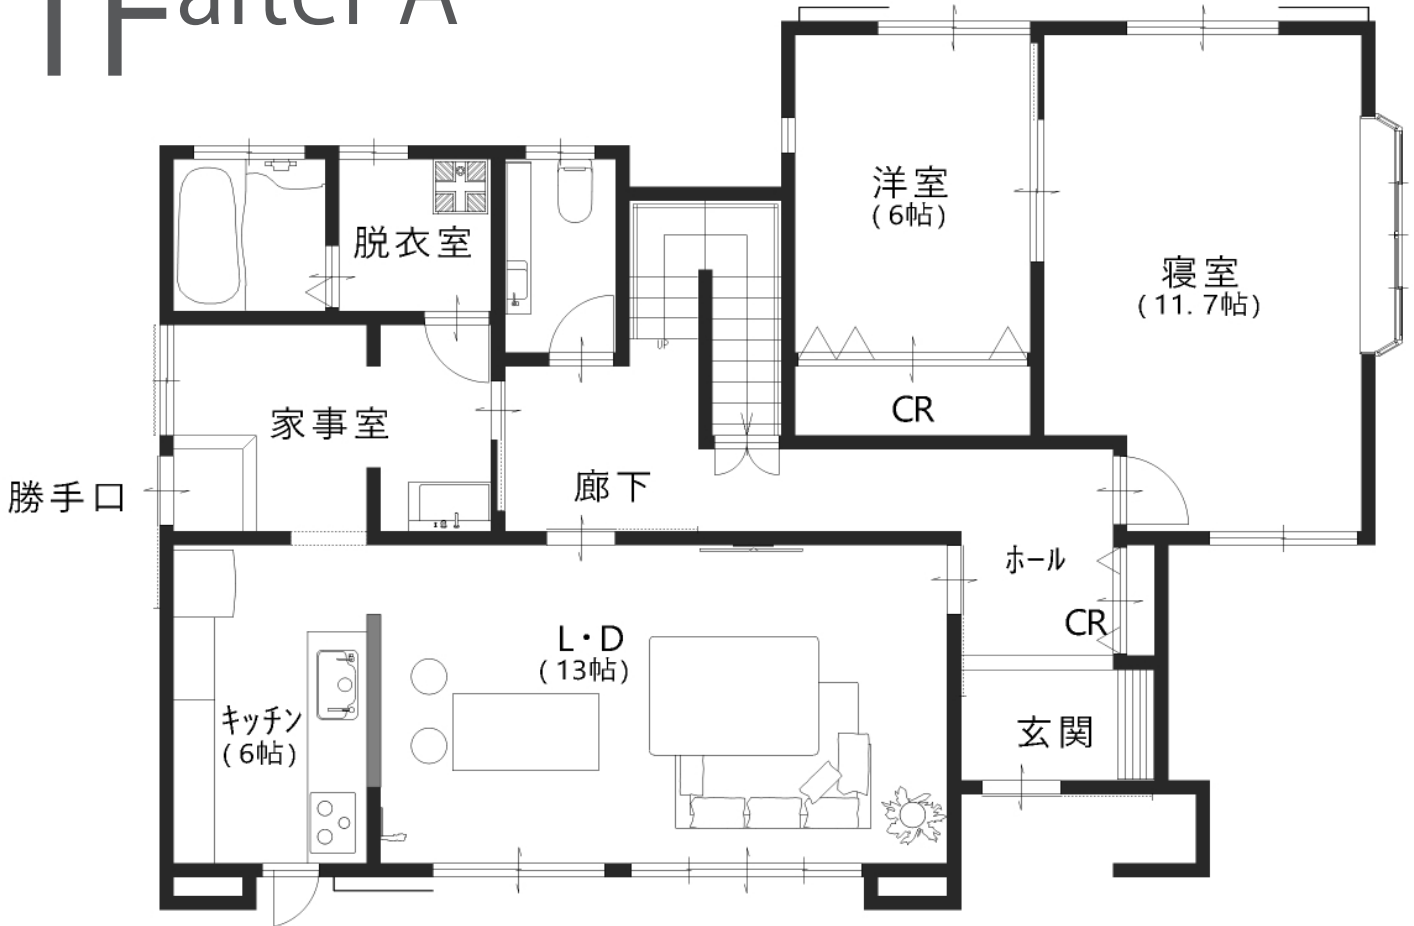 1F after A
洋室
(6帖)
寝室
(11.7帖)
脱衣室
UP
CR
家事室
勝手口
廊下
ホール
CR
L・D
(13帖)
キッチン
(6帖)
玄関